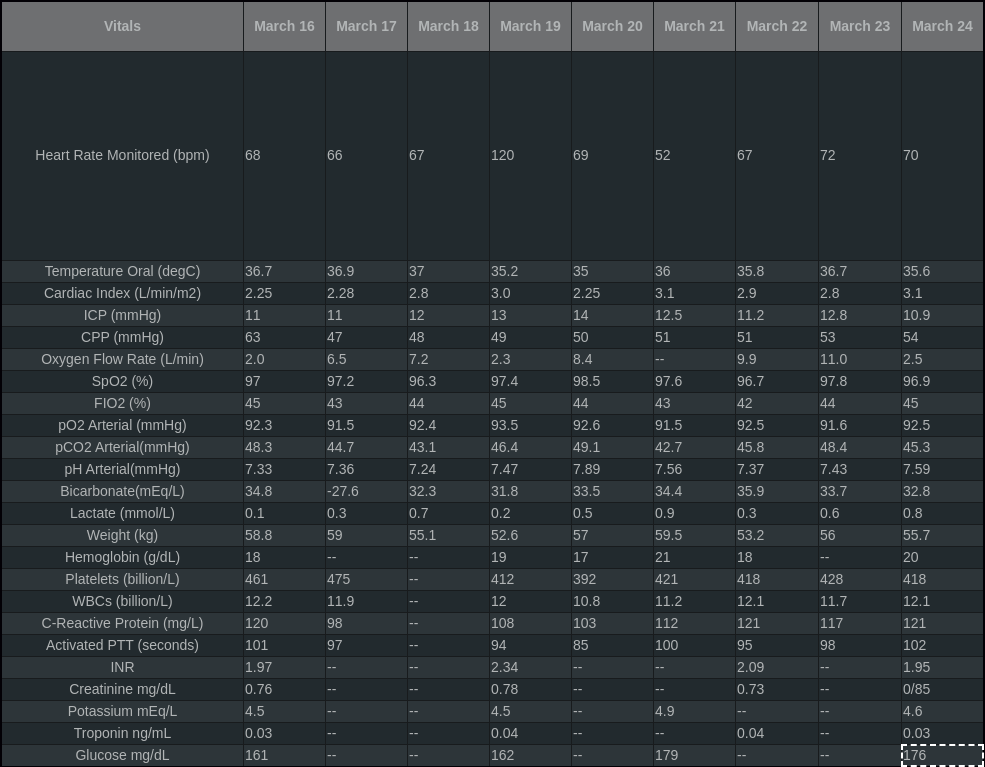 Vitals March 16 March 17 March 18 March 19 March 20 March 21 March 22 March 23 March 24
Heart Rate Monitored (bpm) 68 66 67 120 69 52 67 72 70
Temperature Oral (degC) 36.7 36.9 37 35.2 35 36 35.8 36.7 35.6
Cardiac Index (L/min/m2) 2.25 2.28 2.8 3.0 2.25 3.1 2.9 2.8 3.1
ICP (mmHg) 11 11 12 13 14 12.5 11.2 12.8 10.9
CPP (mmHg) 63 47 48 49 50 51 51 53 54
Oxygen Flow Rate (L/min) 2.0 6.5 7.2 2.3 8.4 -- 9.9 11.0 2.5
SpO2 (%) 97 97.2 96.3 97.4 98.5 97.6 96.7 97.8 96.9
FIO2 (%) 45 43 44 45 44 43 42 44 45
pO2 Arterial (mmHg) 92.3 91.5 92.4 93.5 92.6 91.5 92.5 91.6 92.5
pCO2 Arterial(mmHg) 48.3 44.7 43.1 46.4 49.1 42.7 45.8 48.4 45.3
pH Arterial(mmHg) 7.33 7.36 7.24 7.47 7.89 7.56 7.37 7.43 7.59
Bicarbonate(mEq/L) 34.8 -27.6 32.3 31.8 33.5 34.4 35.9 33.7 32.8
Lactate (mmol/L) 0.1 0.3 0.7 0.2 0.5 0.9 0.3 0.6 0.8
Weight (kg) 58.8 59 55.1 52.6 57 59.5 53.2 56 55.7
Hemoglobin (g/dL) 18 -- -- 19 17 21 18 -- 20
Platelets (billion/L) 461 475 -- 412 392 421 418 428 418
WBCs (billion/L) 12.2 11.9 -- 12 10.8 11.2 12.1 11.7 12.1
C-Reactive Protein (mg/L) 120 98 -- 108 103 112 121 117 121
Activated PTT (seconds) 101 97 -- 94 85 100 95 98 102
INR 1.97 -- -- 2.34 -- -- 2.09 -- 1.95
Creatinine mg/dL 0.76 -- -- 0.78 -- -- 0.73 -- 0/85
Potassium mEq/L 4.5 -- -- 4.5 -- 4.9 -- -- 4.6
Troponin ng/mL 0.03 -- -- 0.04 -- -- 0.04 -- 0.03
Glucose mg/dL 161 -- -- 162 -- 179 -- -- 176